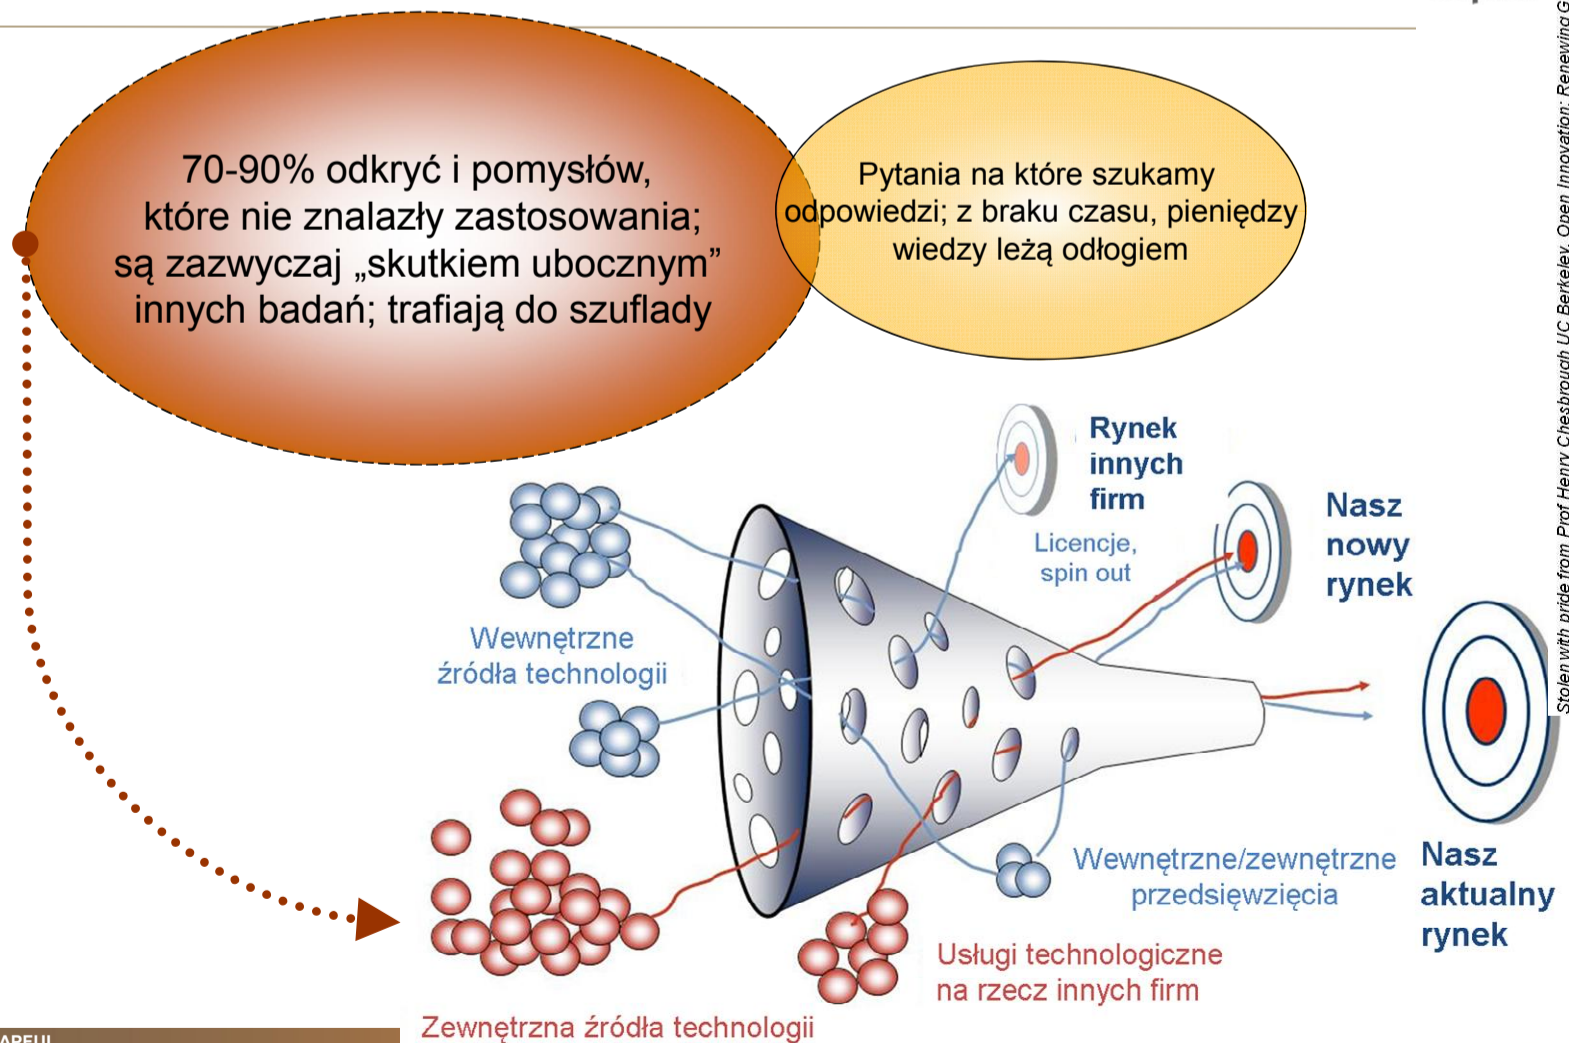 70-90% odkryć i pomysłów,
które nie znalazły zastosowania;
są zazwyczaj „skutkiem ubocznym”
innych badań; trafiają do szuflady
Pytania na które szukamy
odpowiedzi; z braku czasu, pieniędzy
wiedzy leżą odłogiem
Rynek
innych
firm
Licencje,
spin out
Nasz
nowy
rynek
Wewnętrzne
źródła technologii
Wewnętrzne/zewnętrzne
przedsięwzięcia
Nasz
aktualny
rynek
Usługi technologiczne
na rzecz innych firm
Zewnętrzna źródła technologii
Stolen with pride from Prof Henry Chesbrough UC Berkeley, Open Innovation: Renewing G